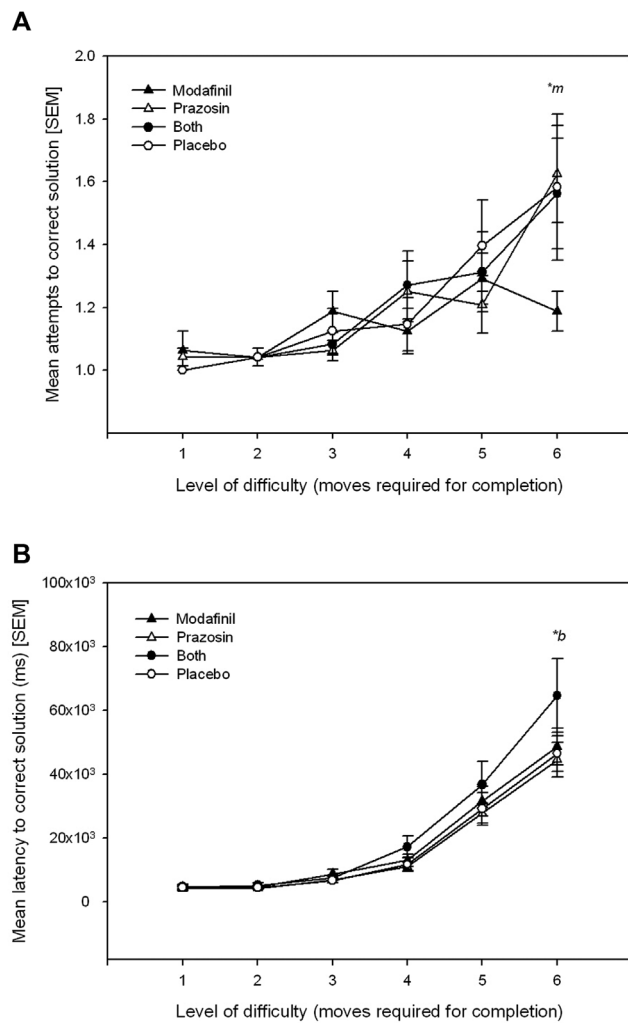 A
Mean attempts to correct solution [SEM]
2.0
1.8
1.6
1.4
1.2
1.0
Modafinil
Prazosin
Both
Placebo
*m
1 2 3 4 5 6
Level of difficulty (moves required for completion)
B
Mean latency to correct solution (ms) [SEM]
100x10³
80x10³
60x10³
40x10³
20x10³
0
Modafinil
Prazosin
Both
Placebo
*b
1 2 3 4 5 6
Level of difficulty (moves required for completion)